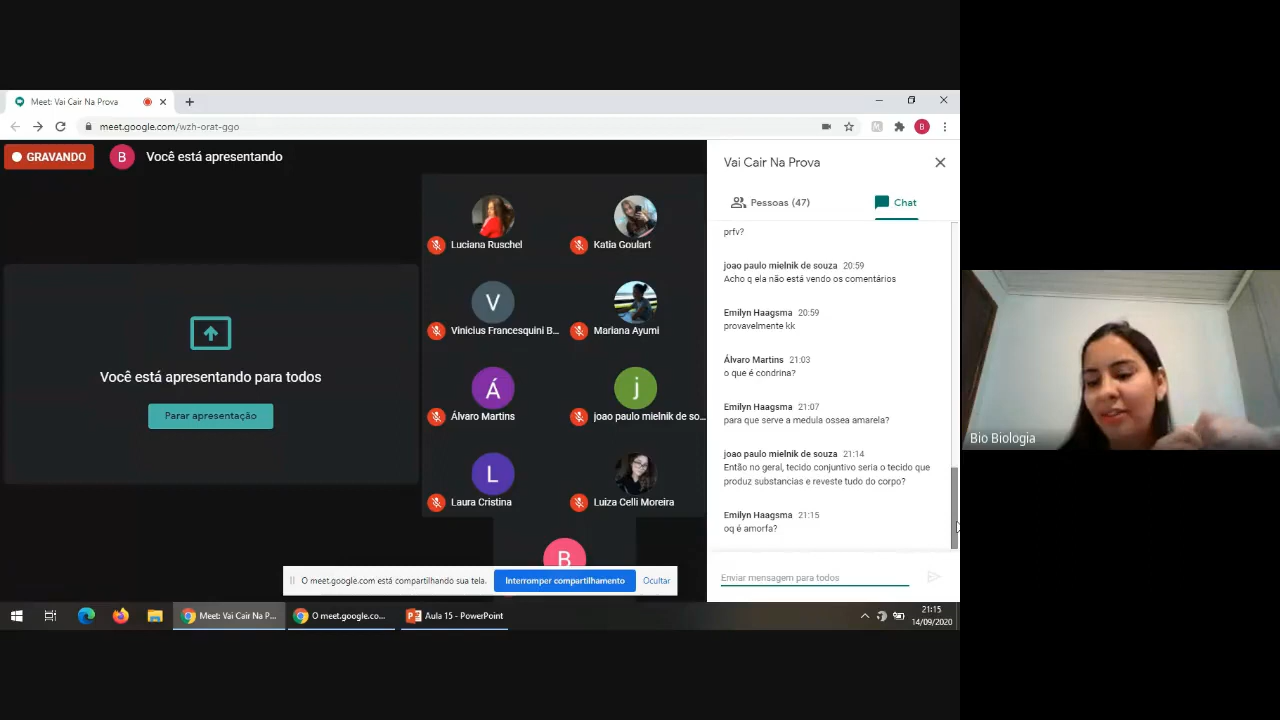 Meet: Vai Cair Na Prova
meet.google.com/wzh-orat-ggo
B
GRAVANDO
B
Você está apresentando
Você está apresentando para todos
Parar apresentação
Luciana Ruschel
Katia Goulart
V
Vinicius Francesquini B...
Mariana Ayumi
Á
Álvaro Martins
j
joao paulo mielnik de so...
L
Laura Cristina
Luiza Celli Moreira
B
Vai Cair Na Prova
Pessoas (47)
Chat
prfv?
joao paulo mielnik de souza 20:59
Acho q ela não está vendo os comentários
Emilyn Haagsma 20:59
provavelmente kk
Álvaro Martins 21:03
o que é condrina?
Emilyn Haagsma 21:07
para que serve a medula ossea amarela?
joao paulo mielnik de souza 21:14
Então no geral, tecido conjuntivo seria o tecido que
produz substancias e reveste tudo do corpo?
Emilyn Haagsma 21:15
oq é amorfa?
Enviar mensagem para todos
O meet.google.com está compartilhando sua tela.
Interromper compartilhamento
Ocultar
Meet: Vai Cair Na P...
O meet.google.co...
Aula 15 - PowerPoint
21:15
14/09/2020
Bio Biologia